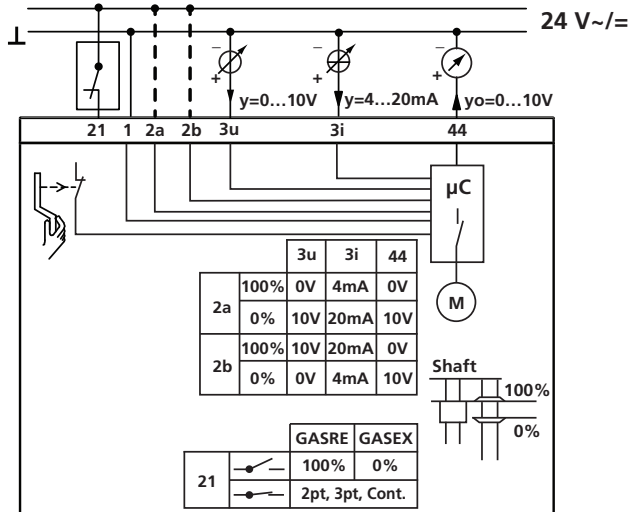 24 V~/=
⊥
− − −
+ + +
y=0...10V y=4...20mA yo=0...10V
21 1 2a 2b 3u 3i 44
µC
M
3u 3i 44
2a 100% 0V 4mA 0V
0% 10V 20mA 10V
2b 100% 10V 20mA 0V
0% 0V 4mA 10V
Shaft
100%
0%
GASRE GASEX
21 100% 0%
2pt, 3pt, Cont.